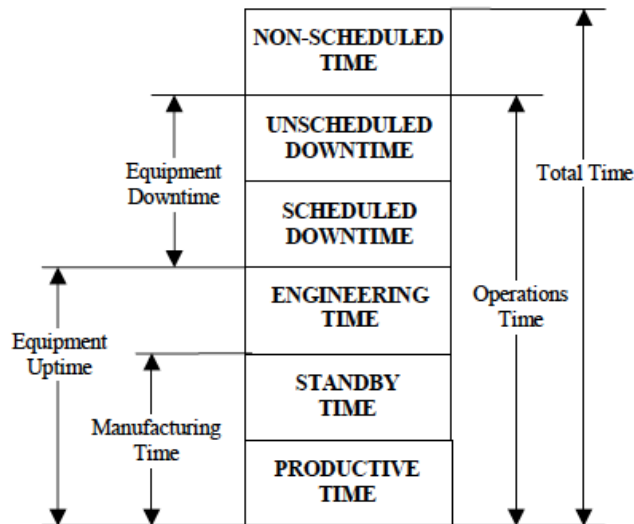 NON-SCHEDULED
TIME
UNSCHEDULED
DOWNTIME
Equipment
Downtime
Total Time
SCHEDULED
DOWNTIME
ENGINEERING
TIME
Operations
Time
Equipment
Uptime
STANDBY
TIME
Manufacturing
Time
PRODUCTIVE
TIME